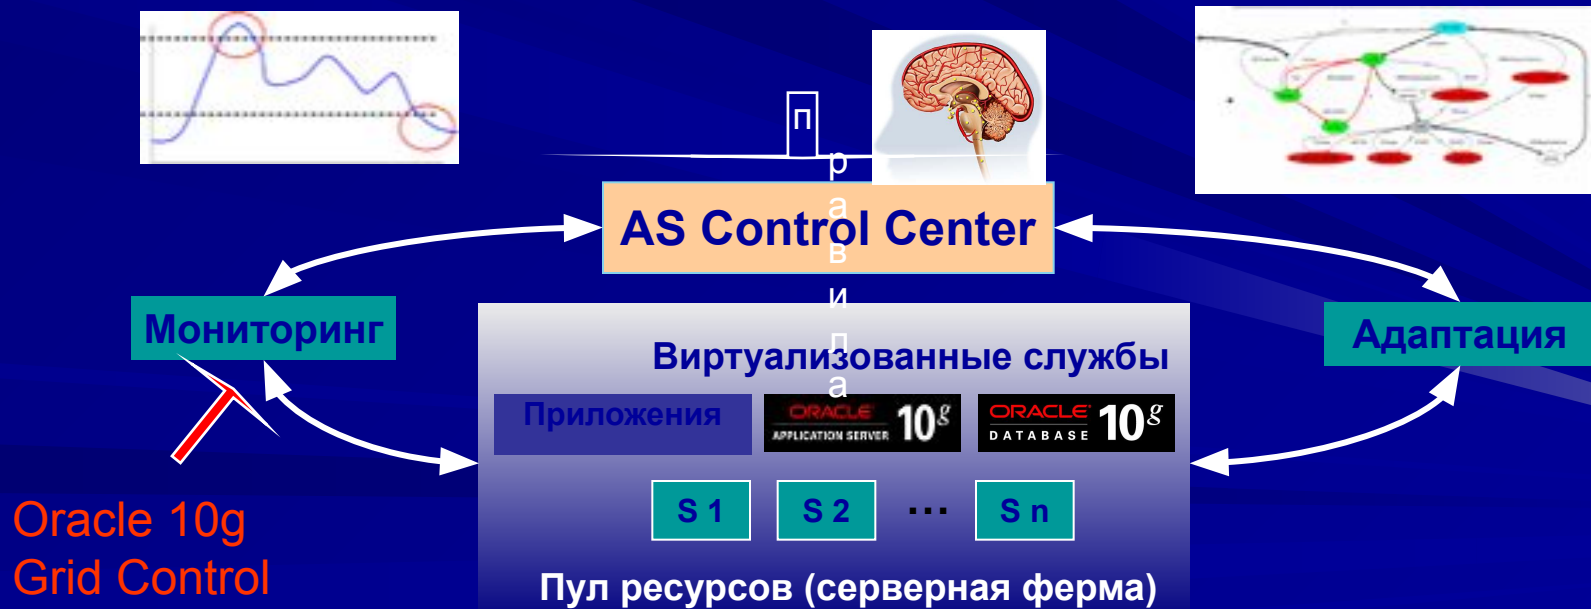 правила
AS Control Center
Мониторинг
Адаптация
Виртуализованные службы
Приложения
ORACLE APPLICATION SERVER 10g
ORACLE DATABASE 10g
S 1
S 2
...
S n
Oracle 10g
Grid Control
Пул ресурсов (серверная ферма)